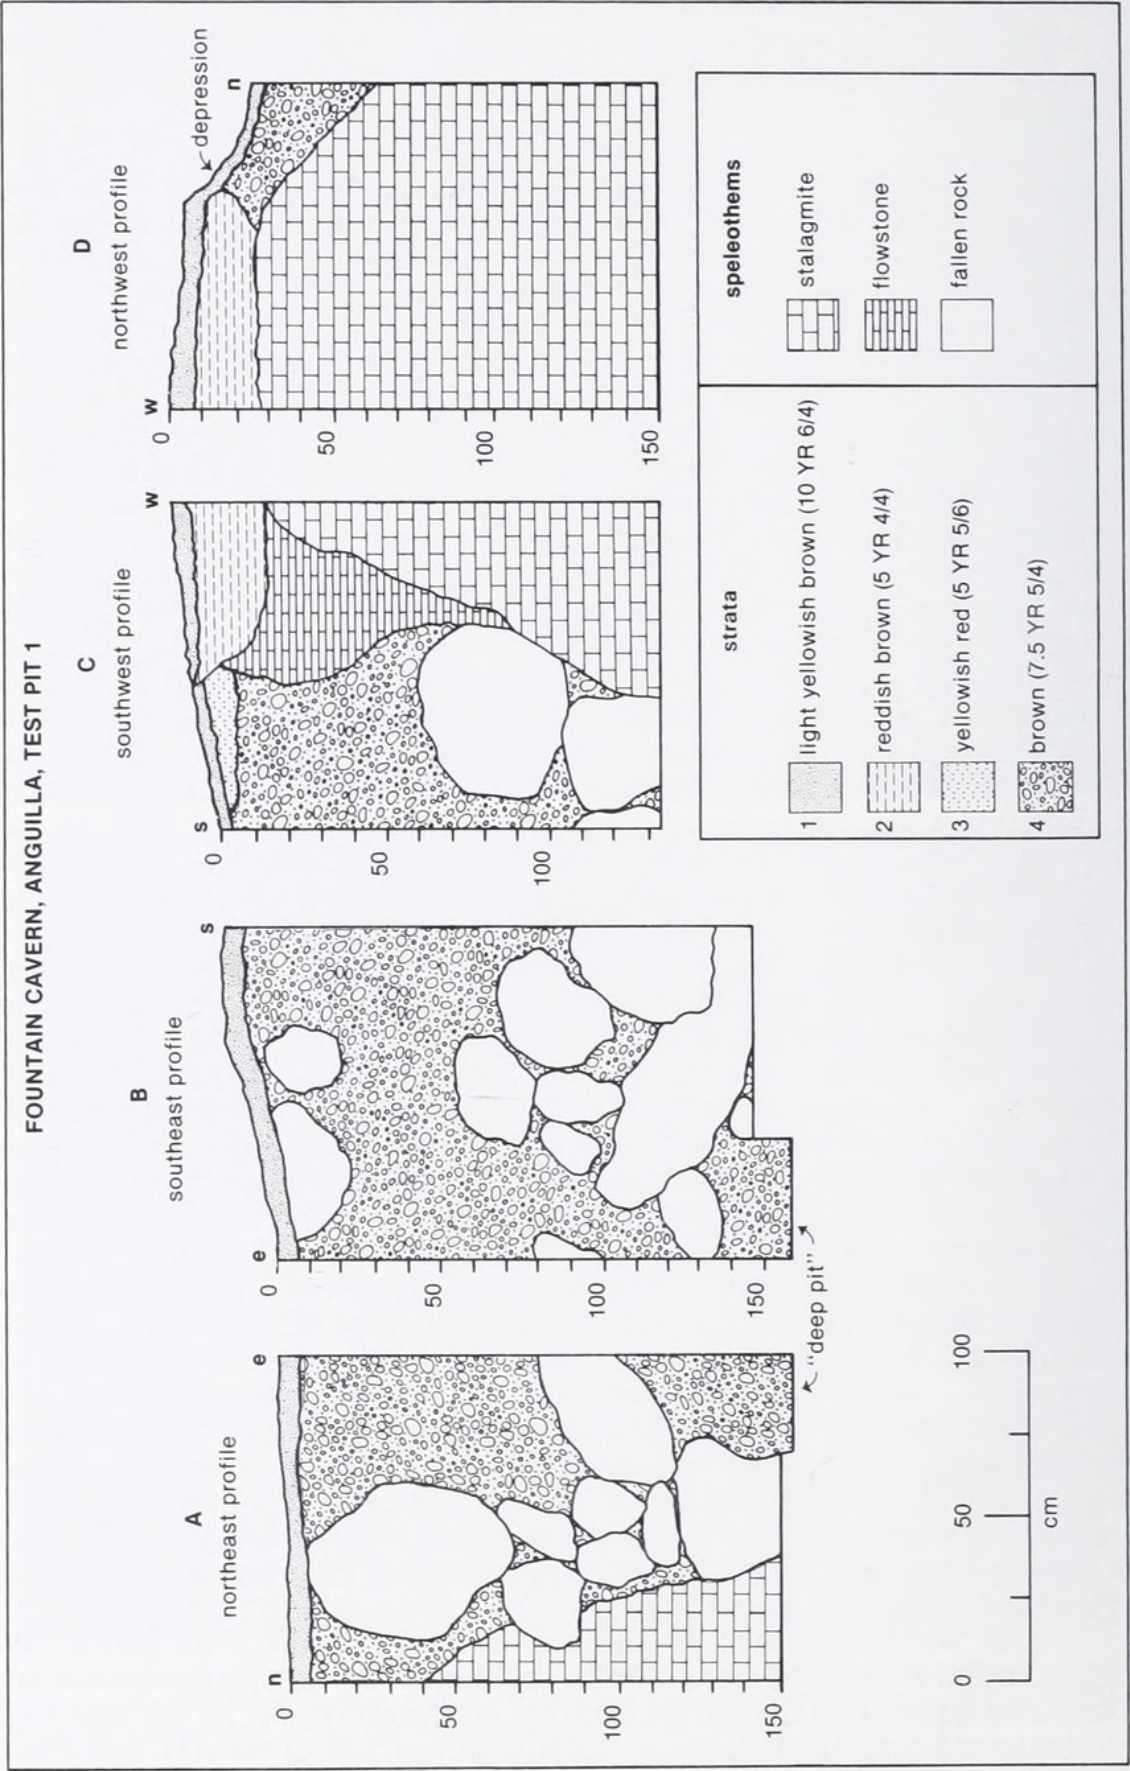 FOUNTAIN CAVERN, ANGUILLA, TEST PIT 1
A
northeast profile
n
e
0
50
100
150
B
southeast profile
e
s
0
50
100
150
"deep pit"
C
southwest profile
s
w
0
50
100
D
northwest profile
w
n
depression
0
50
100
150
0 50 100
cm
strata
1 light yellowish brown (10 YR 6/4)
2 reddish brown (5 YR 4/4)
3 yellowish red (5 YR 5/6)
4 brown (7.5 YR 5/4)
speleothems
stalagmite
flowstone
fallen rock